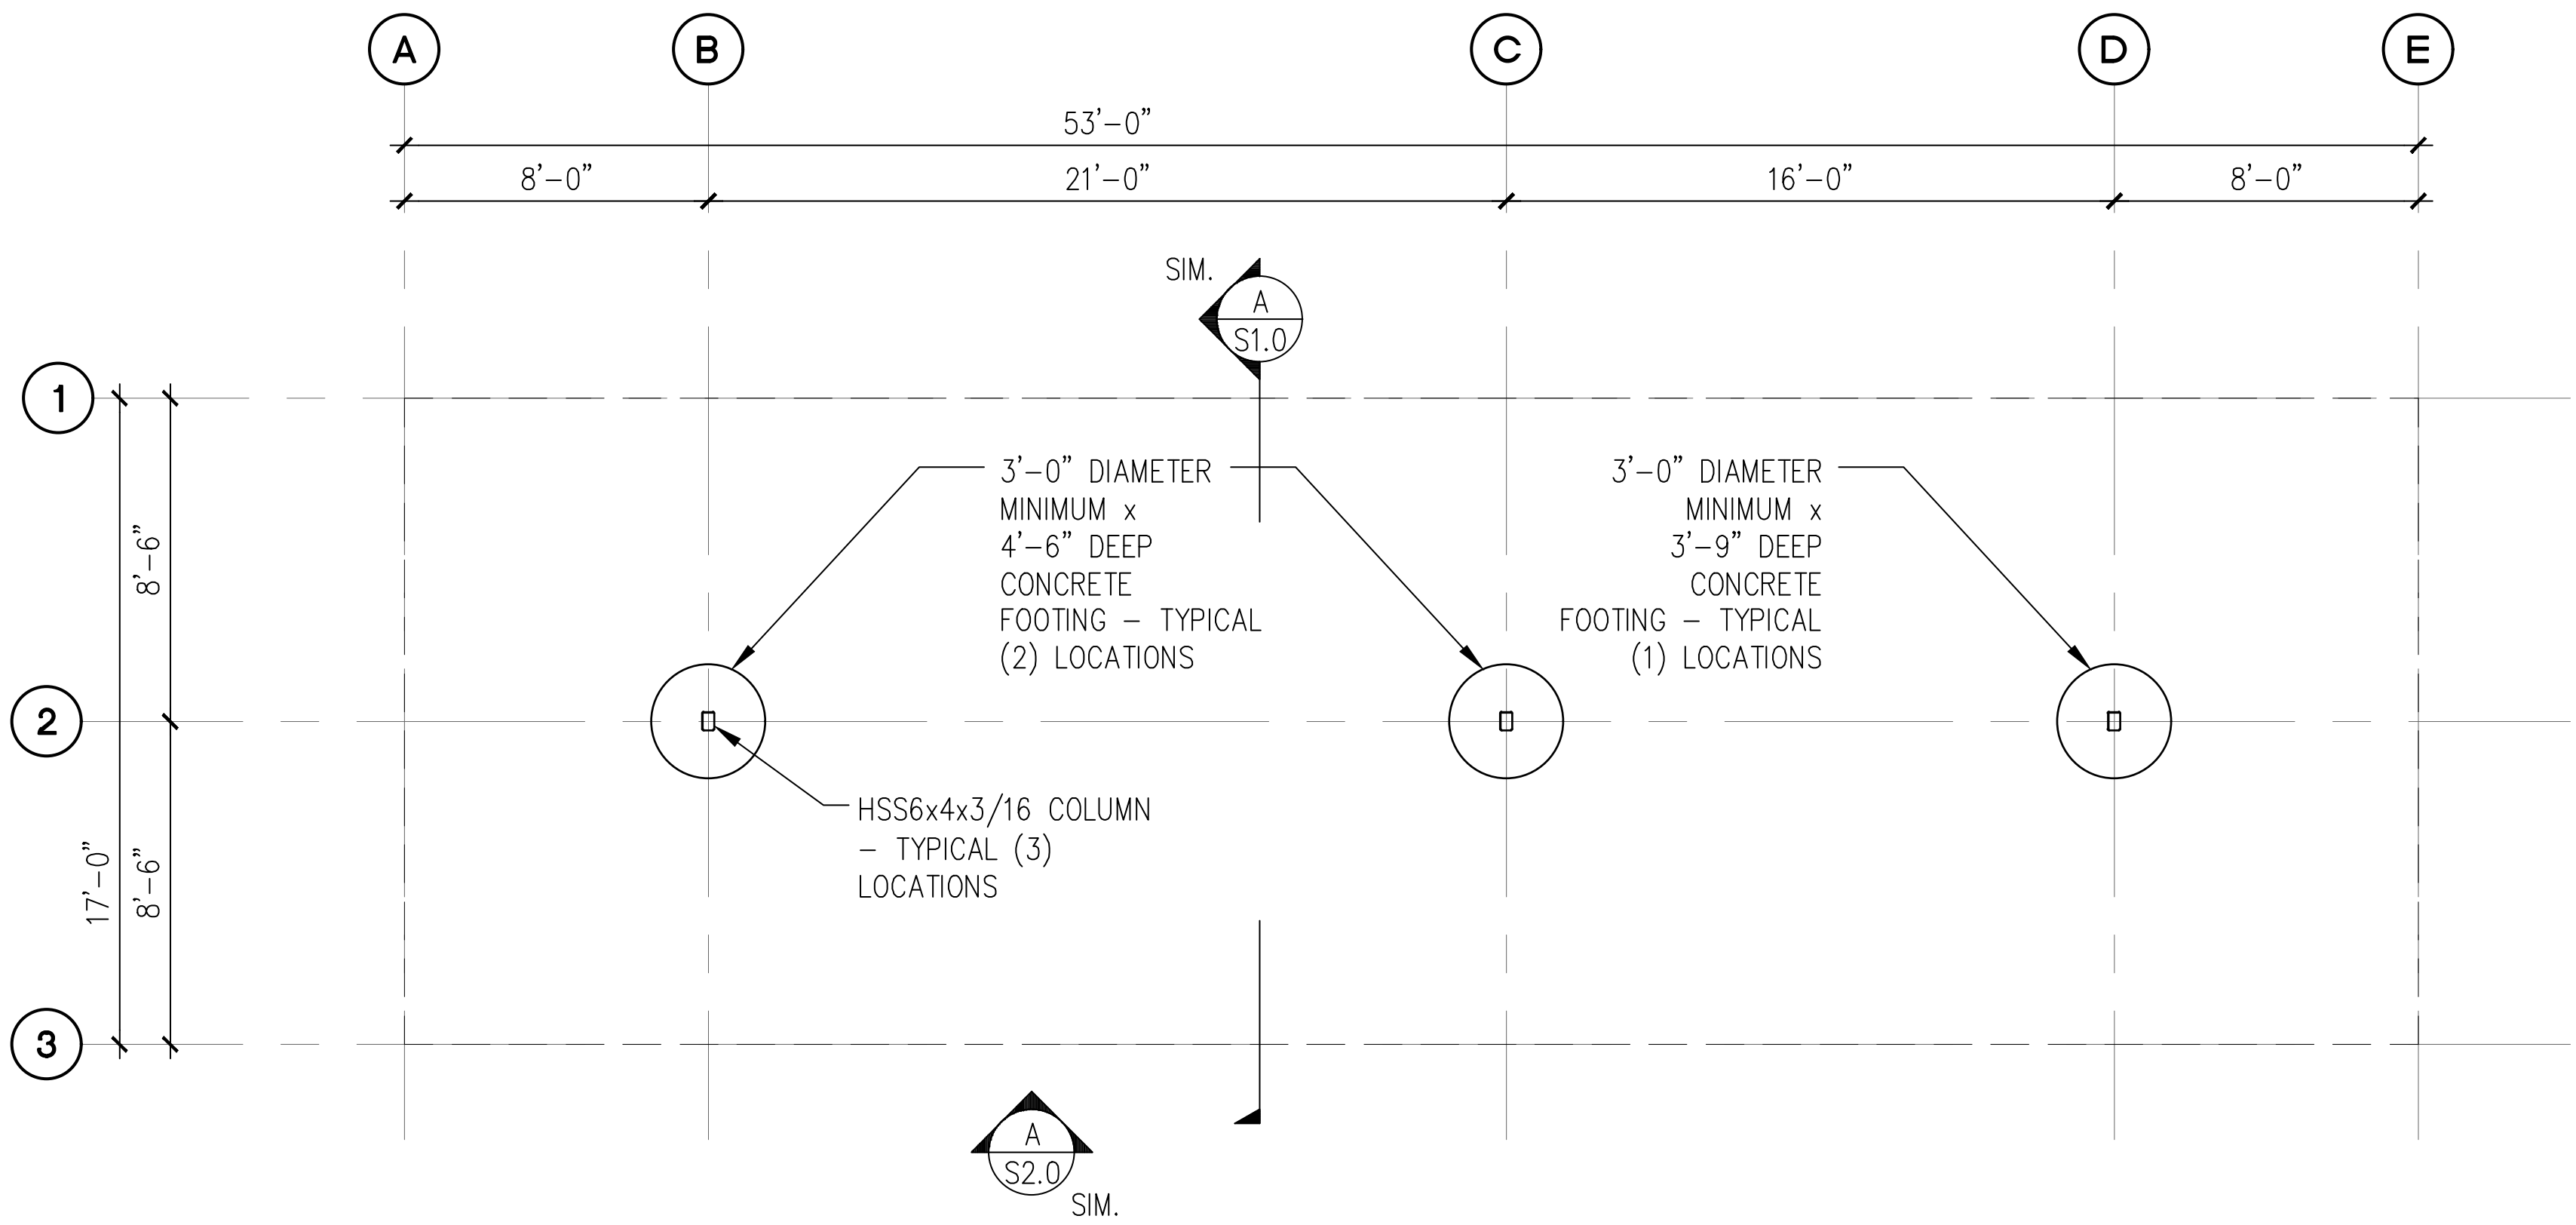 A
B
C
D
E
53'-0"
8'-0"
21'-0"
16'-0"
8'-0"
SIM.
A
S1.0
1
2
3
8'-6"
8'-6"
17'-0"
3'-0" DIAMETER
MINIMUM x
4'-6" DEEP
CONCRETE
FOOTING - TYPICAL
(2) LOCATIONS
3'-0" DIAMETER
MINIMUM x
3'-9" DEEP
CONCRETE
FOOTING - TYPICAL
(1) LOCATIONS
HSS6x4x3/16 COLUMN
- TYPICAL (3)
LOCATIONS
A
S2.0
SIM.